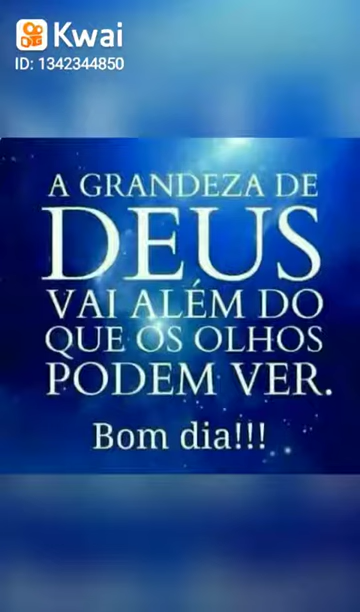 Kwai
ID: 1342344850
A GRANDEZA DE
DEUS
VAI ALÉM DO
QUE OS OLHOS
PODEM VER.
Bom dia!!!